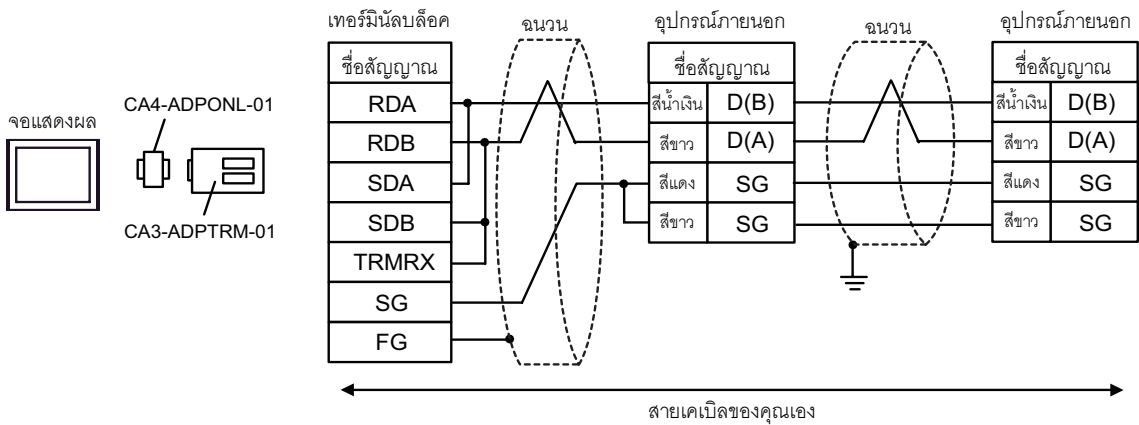 จอแสดงผล
CA4-ADPONL-01
CA3-ADPTRM-01
เทอร์มินัลบล็อค
ชื่อสัญญาณ
RDA
RDB
SDA
SDB
TRMRX
SG
FG
ฉนวน
อุปกรณ์ภายนอก
ชื่อสัญญาณ
สีน้ำเงิน D(B)
สีขาว D(A)
สีแดง SG
สีขาว SG
ฉนวน
อุปกรณ์ภายนอก
ชื่อสัญญาณ
สีน้ำเงิน D(B)
สีขาว D(A)
สีแดง SG
สีขาว SG
สายเคเบิลของคุณเอง